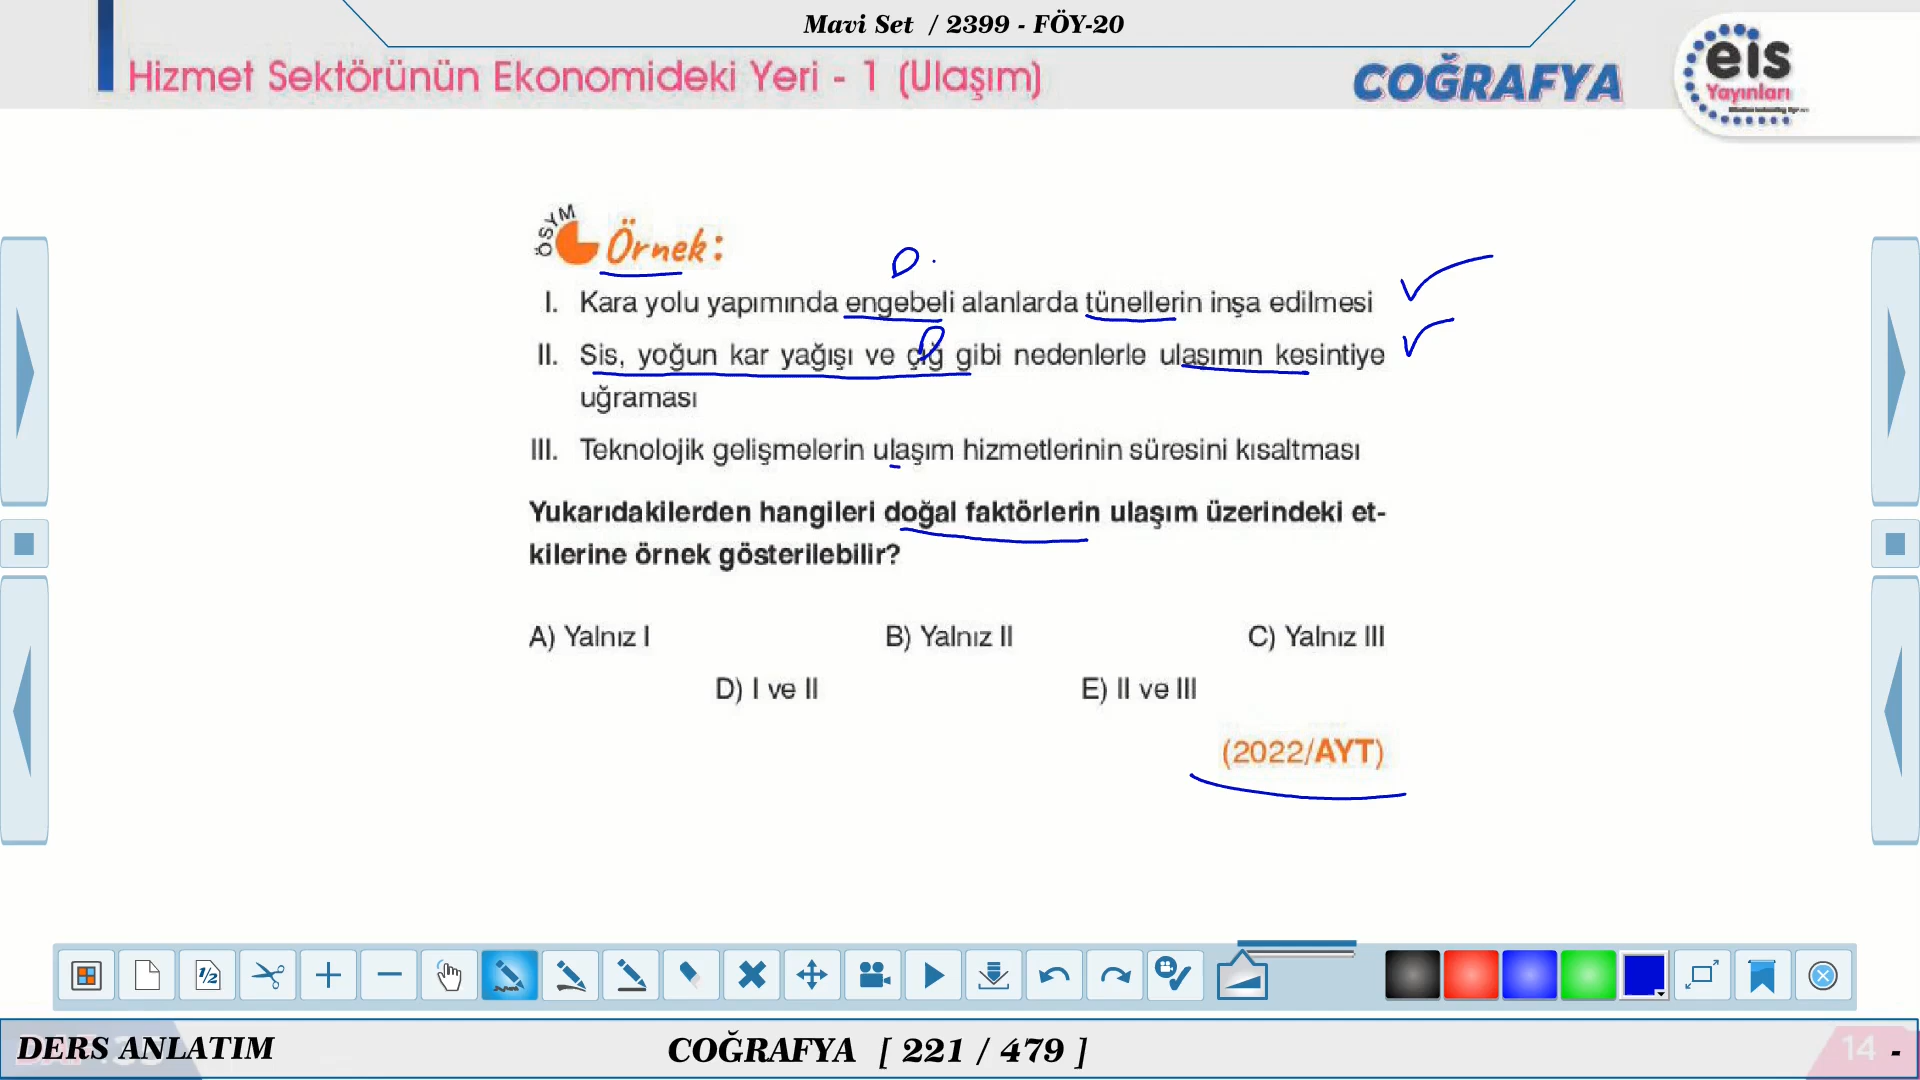 Mavi Set / 2399 - FÖY-20
Hizmet Sektörünün Ekonomideki Yeri - 1 (Ulaşım)
COĞRAFYA
eis
Yayınları
ÖSYM
Örnek:
I. Kara yolu yapımında engebeli alanlarda tünellerin inşa edilmesi
II. Sis, yoğun kar yağışı ve çığ gibi nedenlerle ulaşımın kesintiye
uğraması
III. Teknolojik gelişmelerin ulaşım hizmetlerinin süresini kısaltması
Yukarıdakilerden hangileri doğal faktörlerin ulaşım üzerindeki et-
kilerine örnek gösterilebilir?
A) Yalnız I B) Yalnız II C) Yalnız III
D) I ve II E) II ve III
(2022/AYT)
1/2
DERS ANLATIM
COĞRAFYA [ 221 / 479 ]
14 -